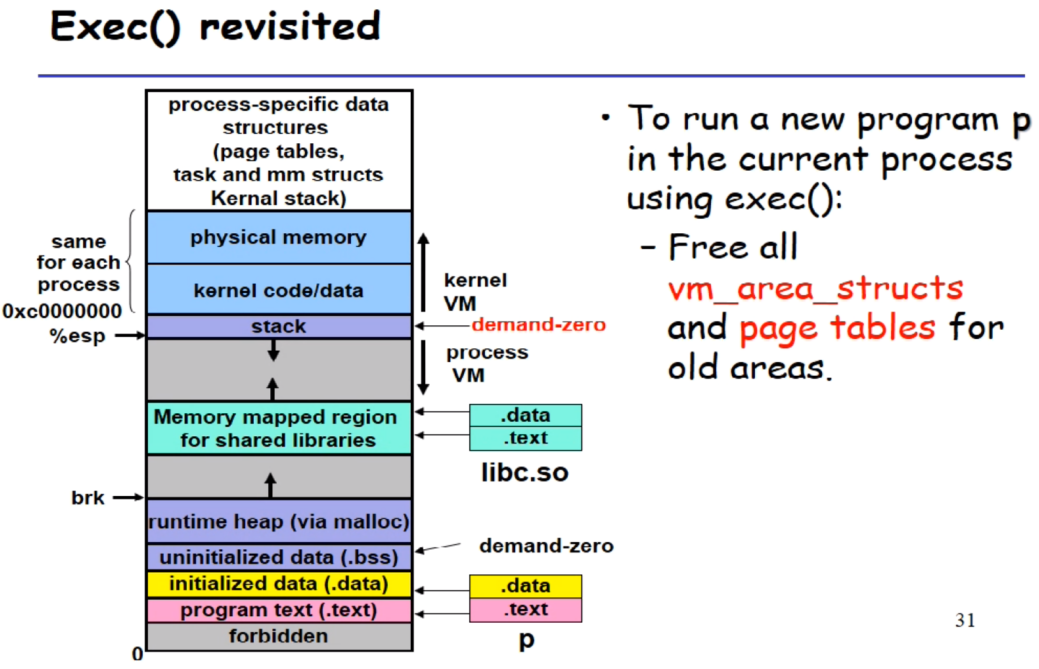 Exec() revisited
process-specific data
structures
(page tables,
task and mm structs
Kernal stack)
same
for each
process
0xc0000000
%esp
physical memory
kernel code/data
stack
kernel
VM
demand-zero
process
VM
Memory mapped region
for shared libraries
.data
.text
libc.so
brk
runtime heap (via malloc)
uninitialized data (.bss)
demand-zero
initialized data (.data)
program text (.text)
forbidden
.data
.text
p
0
• To run a new program p
in the current process
using exec():
– Free all
vm_area_structs
and page tables for
old areas.
31